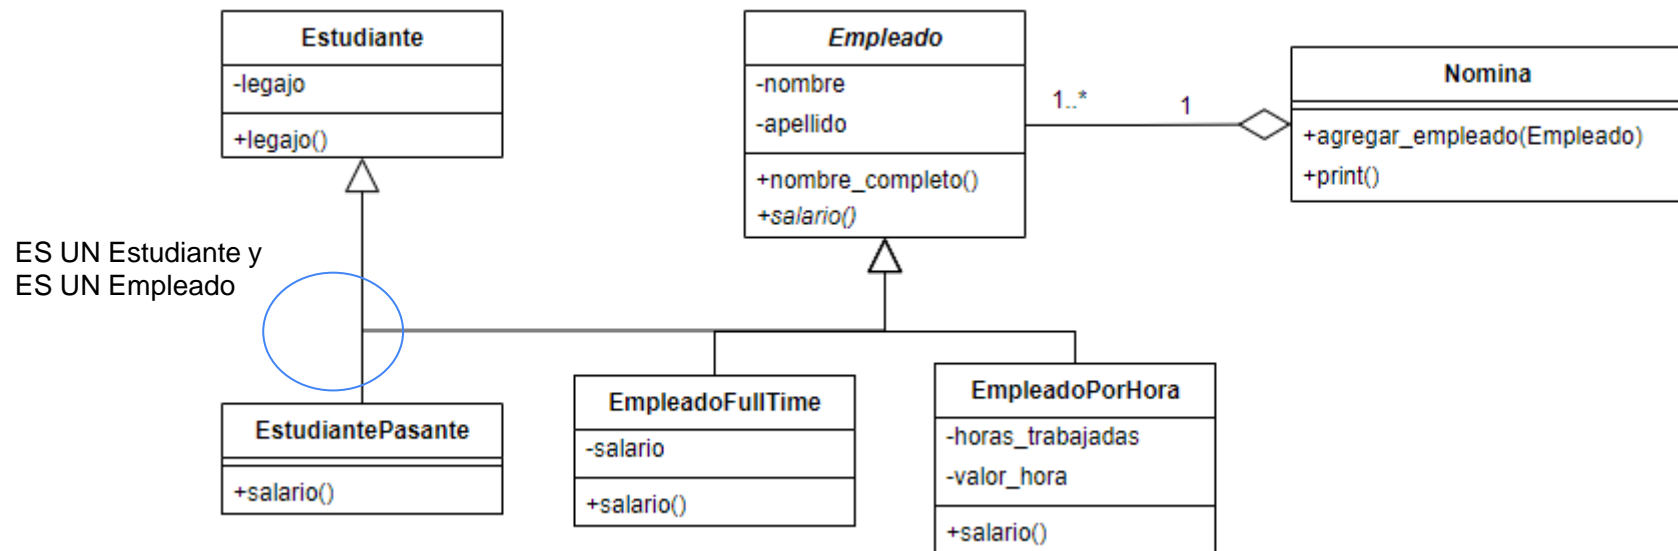 Estudiante
-legajo
+legajo()
Empleado
-nombre
-apellido
+nombre_completo()
+salario()
1..*
1
Nomina
+agregar_empleado(Empleado)
+print()
ES UN Estudiante y
ES UN Empleado
EstudiantePasante
+salario()
EmpleadoFullTime
-salario
+salario()
EmpleadoPorHora
-horas_trabajadas
-valor_hora
+salario()